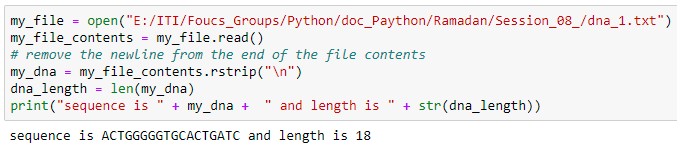 my_file = open("E:/ITI/Foucs_Groups/Python/doc_Paython/Ramadan/Session_08_/dna_1.txt")
my_file_contents = my_file.read()
# remove the newline from the end of the file contents
my_dna = my_file_contents.rstrip("\n")
dna_length = len(my_dna)
print("sequence is " + my_dna +  " and length is " + str(dna_length))
sequence is ACTGGGGGTGCACTGATC and length is 18